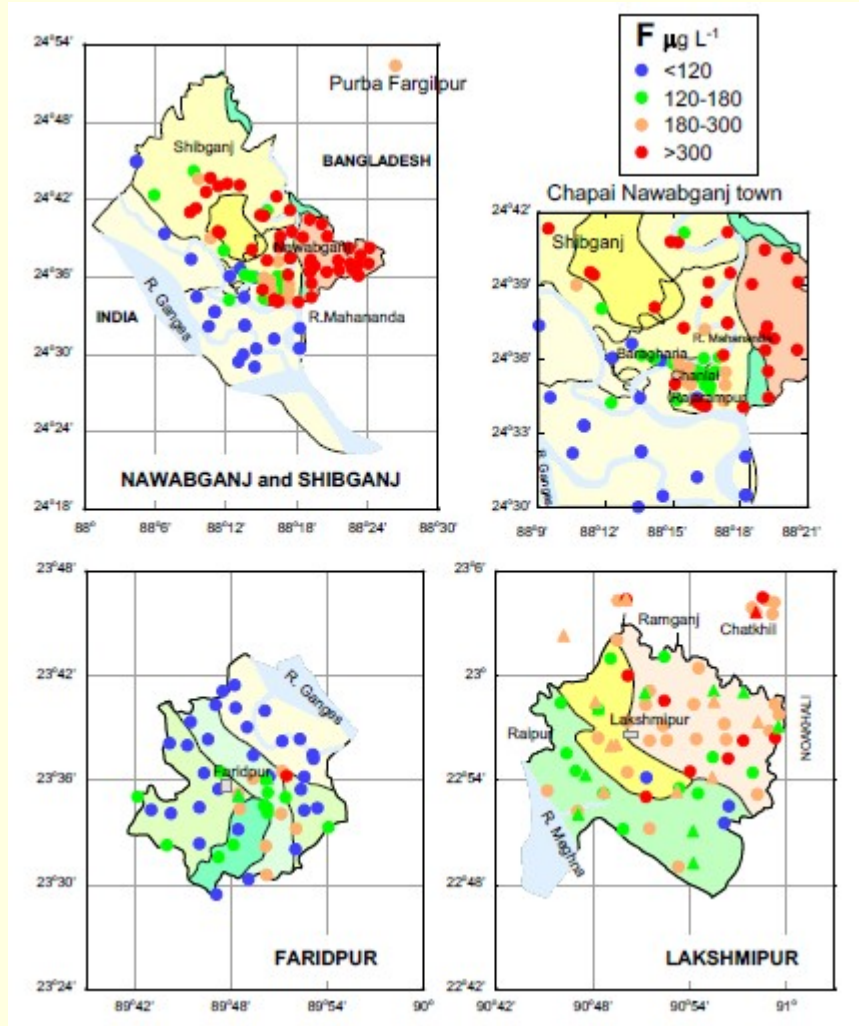 F µg L⁻¹
<120
120-180
180-300
>300
24°54'
24°48'
24°42'
24°36'
24°30'
24°24'
24°18'
88°
88°6'
88°12'
88°18'
88°24'
88°30'
Purba Fargilpur
Shibganj
BANGLADESH
Nawabganj
R. Ganges
INDIA
R.Mahananda
NAWABGANJ and SHIBGANJ
Chapai Nawabganj town
24°42'
24°39'
24°36'
24°33'
24°30'
88°9'
88°12'
88°15'
88°18'
88°21'
Shibganj
R. Mahananda
Baragharia
Chanlai
Rajarampur
R. Ganges
23°48'
23°42'
23°36'
23°30'
23°24'
89°42'
89°48'
89°54'
90°
R. Ganges
Faridpur
FARIDPUR
23°6'
23°
22°54'
22°48'
22°42'
90°42'
90°48'
90°54'
91°
Ramganj
Chatkhil
Lakshmipur
Raipur
NOAKHALI
R. Meghna
LAKSHMIPUR